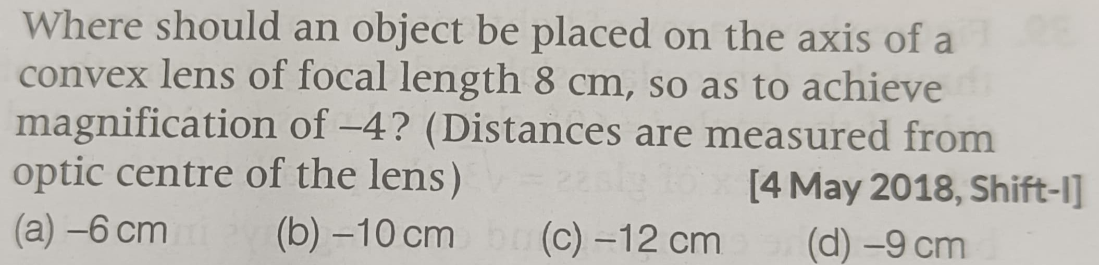 Where should an object be placed on the axis of a
convex lens of focal length 8 cm, so as to achieve
magnification of –4? (Distances are measured from
optic centre of the lens) [4 May 2018, Shift-I]
(a) –6 cm (b) –10 cm (c) –12 cm (d) –9 cm